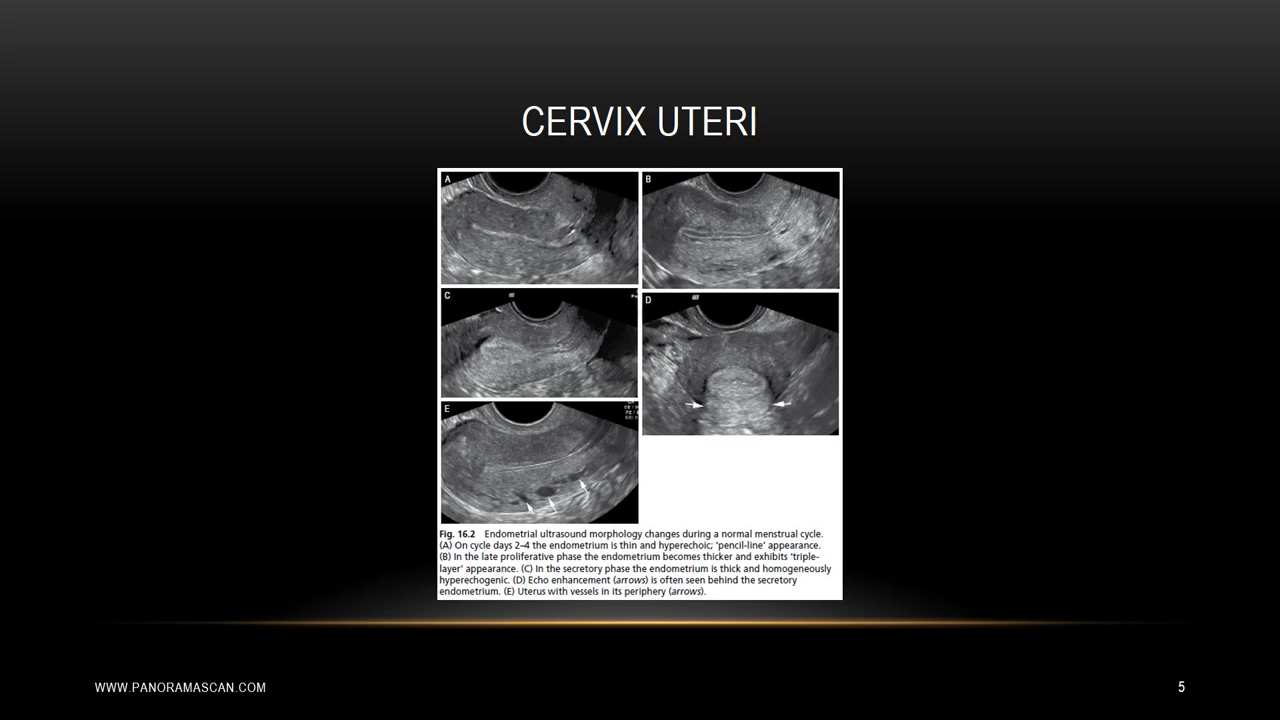 CERVIX UTERI
A
B
C
D
E
Fig. 16.2 Endometrial ultrasound morphology changes during a normal menstrual cycle.
(A) On cycle days 2–4 the endometrium is thin and hyperechoic; ‘pencil-line’ appearance.
(B) In the late proliferative phase the endometrium becomes thicker and exhibits ‘triple-
layer’ appearance. (C) In the secretory phase the endometrium is thick and homogeneously
hyperechogenic. (D) Echo enhancement (arrows) is often seen behind the secretory
endometrium. (E) Uterus with vessels in its periphery (arrows).
WWW.PANORAMASCAN.COM
5